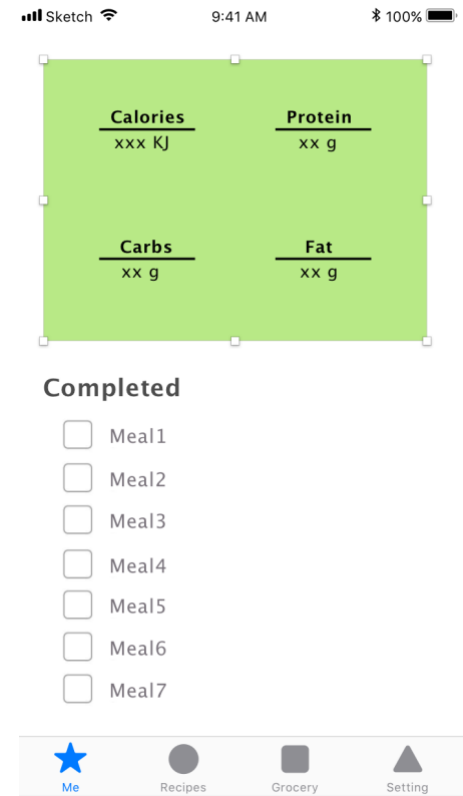 Sketch 9:41 AM 100%
Calories Protein
xxx KJ xx g
Carbs Fat
xx g xx g
Completed
Meal1
Meal2
Meal3
Meal4
Meal5
Meal6
Meal7
Me Recipes Grocery Setting